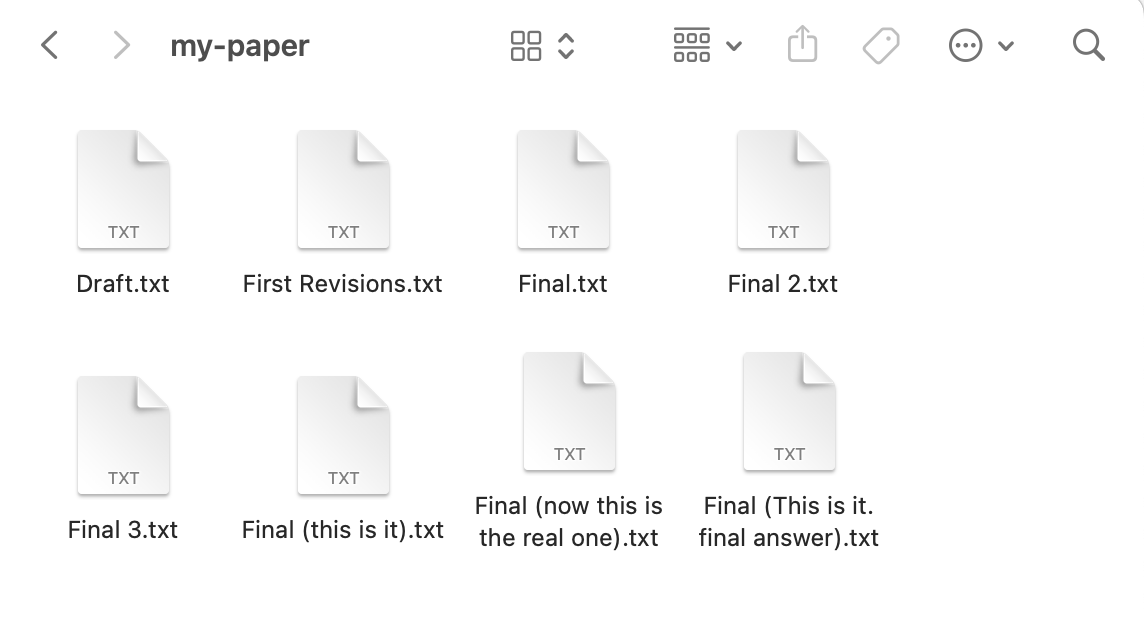 my-paper
TXT
TXT
TXT
TXT
Draft.txt
First Revisions.txt
Final.txt
Final 2.txt
TXT
TXT
TXT
TXT
Final 3.txt
Final (this is it).txt
Final (now this is
the real one).txt
Final (This is it.
final answer).txt